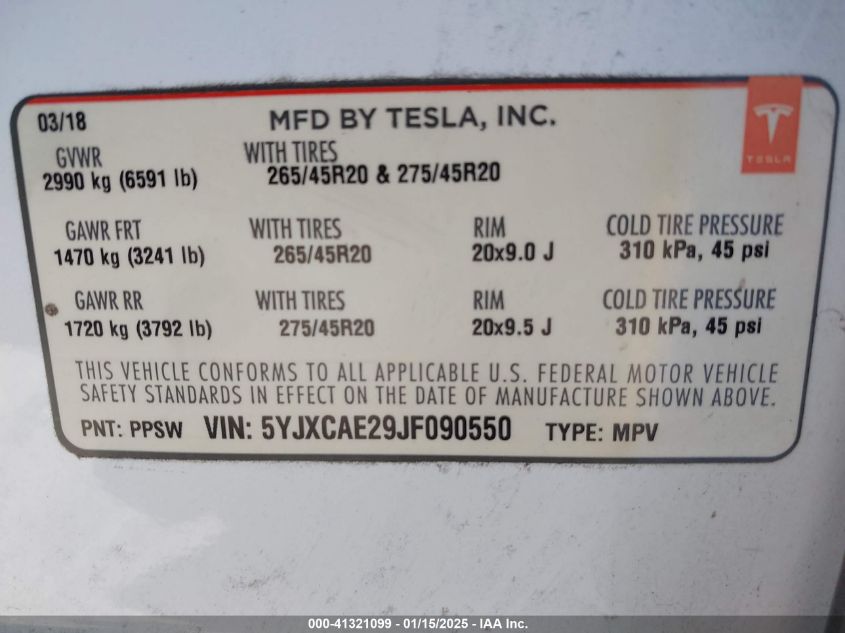 03/18 MFD BY TESLA, INC.
TESLA
GVWR WITH TIRES
2990 kg (6591 lb) 265/45R20 & 275/45R20
GAWR FRT WITH TIRES RIM COLD TIRE PRESSURE
1470 kg (3241 lb) 265/45R20 20x9.0 J 310 kPa, 45 psi
GAWR RR WITH TIRES RIM COLD TIRE PRESSURE
1720 kg (3792 lb) 275/45R20 20x9.5 J 310 kPa, 45 psi
THIS VEHICLE CONFORMS TO ALL APPLICABLE U.S. FEDERAL MOTOR VEHICLE
SAFETY STANDARDS IN EFFECT ON THE DATE OF MANUFACTURE SHOWN ABOVE.
PNT: PPSW VIN: 5YJXCAE29JF090550 TYPE: MPV
000-41321099 - 01/15/2025 - IAA Inc.